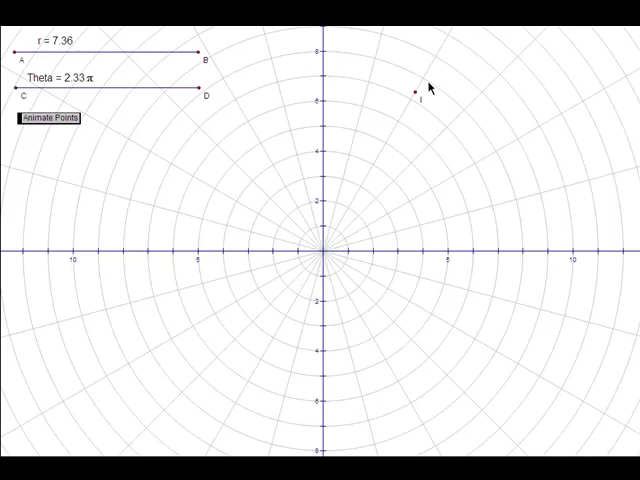 r = 7.36
A B
Theta = 2.33 π
C D
Animate Points
I
8
6
4
2
10 5 5 10
2
4
6
8